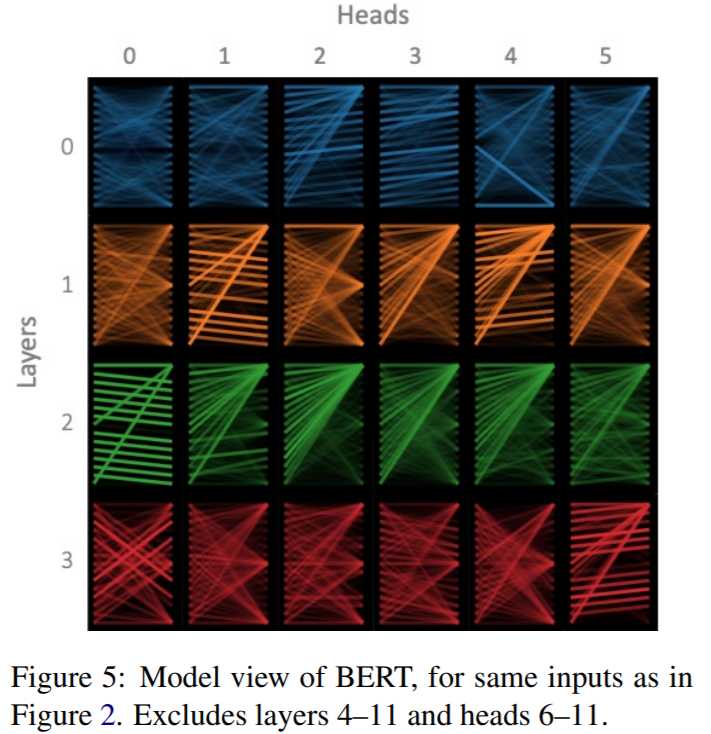 Heads
0 1 2 3 4 5
0
1
Layers
2
3
Figure 5: Model view of BERT, for same inputs as in
Figure 2. Excludes layers 4–11 and heads 6–11.